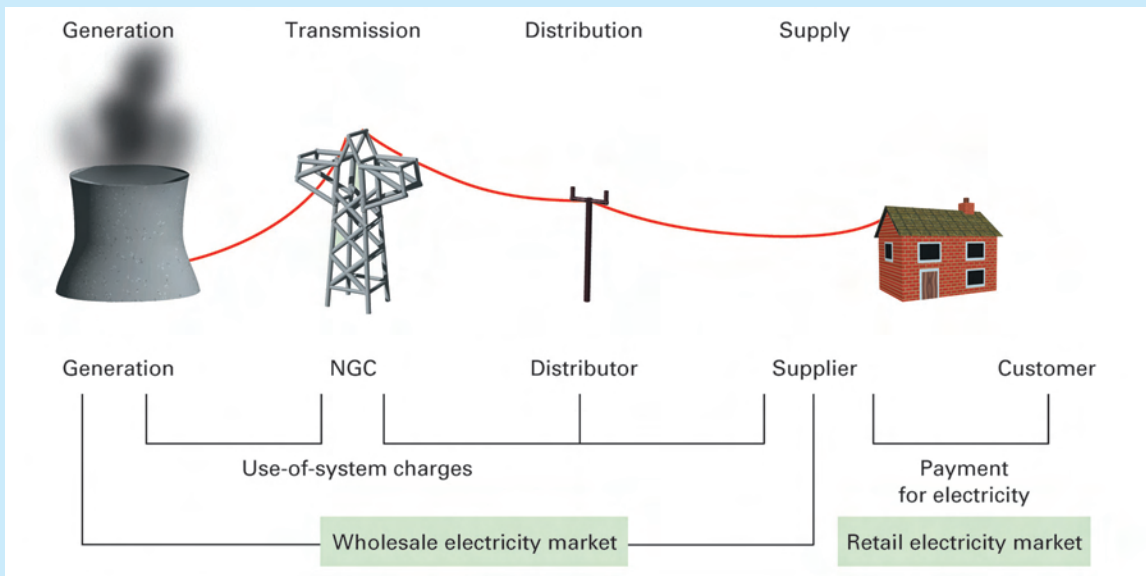 Generation Transmission Distribution Supply
Generation NGC Distributor Supplier Customer
Use-of-system charges
Payment
for electricity
Wholesale electricity market Retail electricity market